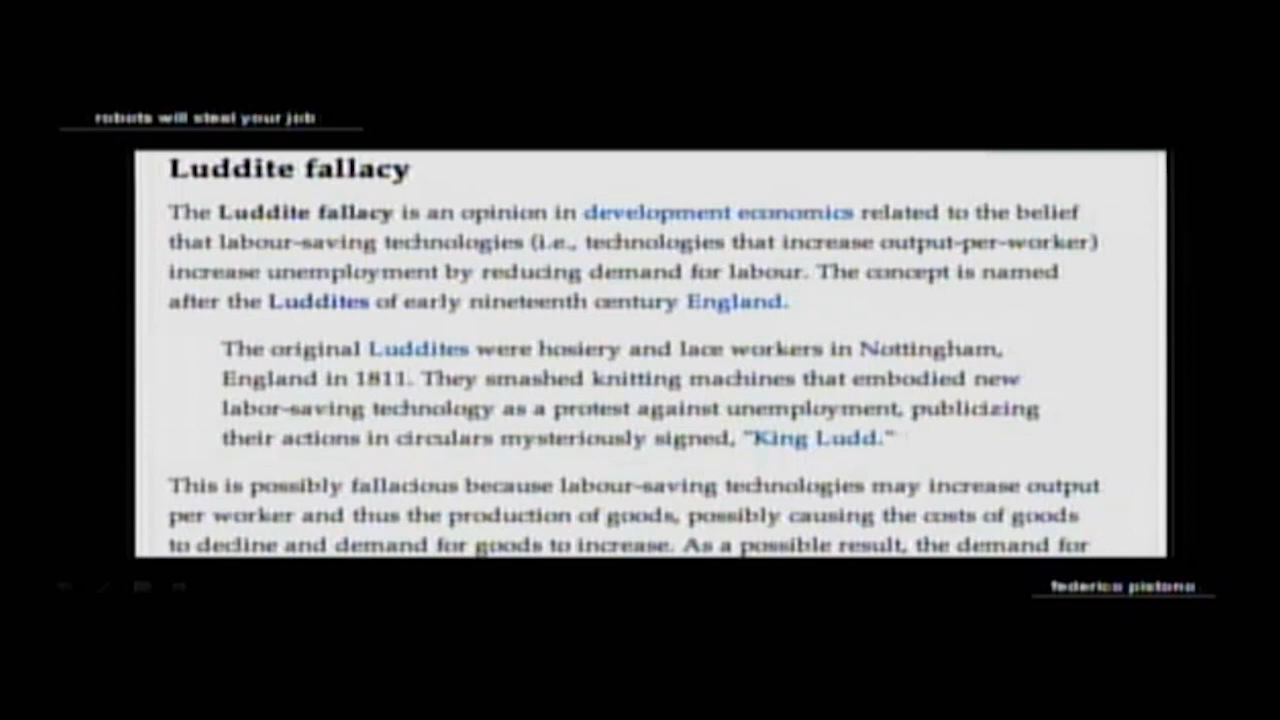 robots will steal your job
Luddite fallacy
The Luddite fallacy is an opinion in development economics related to the belief
that labour-saving technologies (i.e., technologies that increase output-per-worker)
increase unemployment by reducing demand for labour. The concept is named
after the Luddites of early nineteenth century England.
The original Luddites were hosiery and lace workers in Nottingham,
England in 1811. They smashed knitting machines that embodied new
labor-saving technology as a protest against unemployment, publicizing
their actions in circulars mysteriously signed, "King Ludd."
This is possibly fallacious because labour-saving technologies may increase output
per worker and thus the production of goods, possibly causing the costs of goods
to decline and demand for goods to increase. As a possible result, the demand for
federico pistono